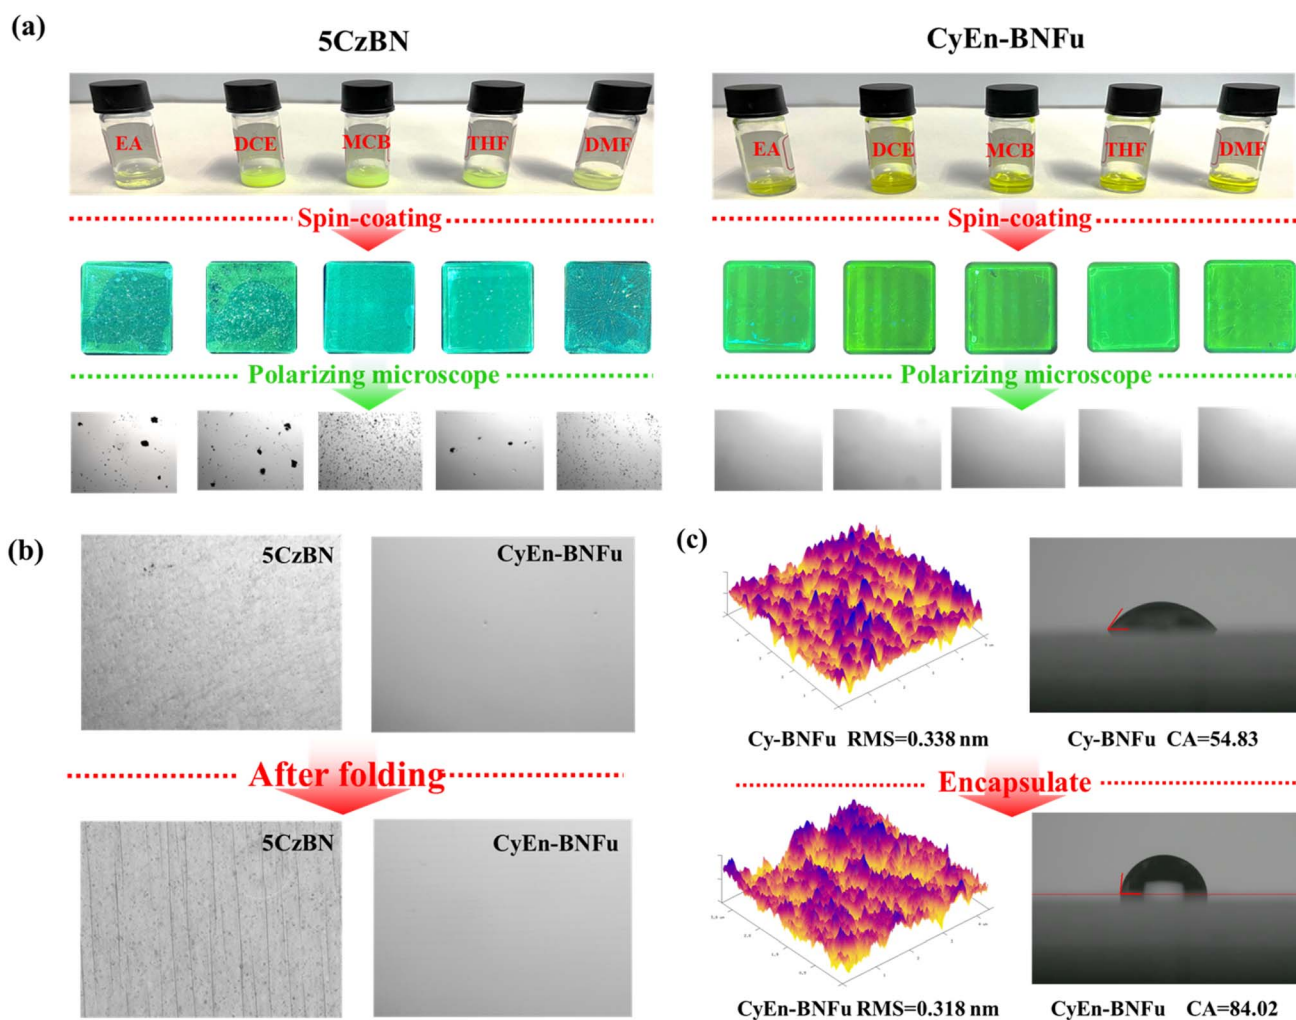 (a)
5CzBN
CyEn-BNFu
EA
DCE
MCB
THF
DMF
EA
DCE
MCB
THF
DMF
Spin-coating
Spin-coating
Polarizing microscope
Polarizing microscope
(b)
5CzBN
CyEn-BNFu
After folding
5CzBN
CyEn-BNFu
(c)
Cy-BNFu RMS=0.338 nm
Cy-BNFu CA=54.83
Encapsulate
CyEn-BNFu RMS=0.318 nm
CyEn-BNFu CA=84.02